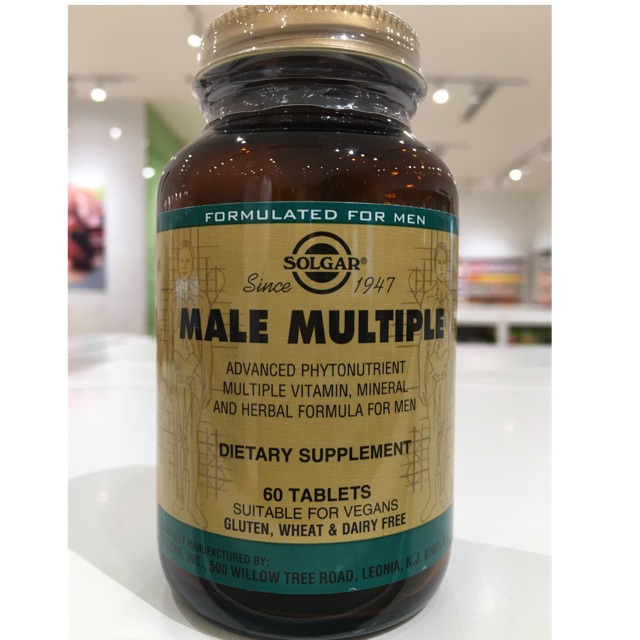 FORMULATED FOR MEN
SOLGAR®
Since 1947
MALE MULTIPLE
ADVANCED PHYTONUTRIENT
MULTIPLE VITAMIN, MINERAL
AND HERBAL FORMULA FOR MEN
DIETARY SUPPLEMENT
60 TABLETS
SUITABLE FOR VEGANS
GLUTEN, WHEAT & DAIRY FREE
MANUFACTURED BY:
INC., 500 WILLOW TREE ROAD, LEONIA, N.J.